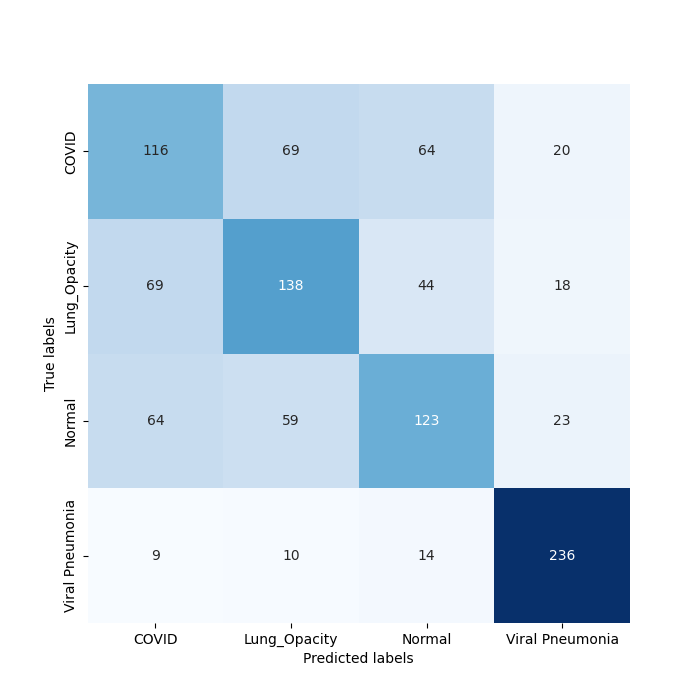 COVID
116 69 64 20
Lung_Opacity
69 138 44 18
Normal
64 59 123 23
Viral Pneumonia
9 10 14 236
True labels
COVID Lung_Opacity Normal Viral Pneumonia
Predicted labels